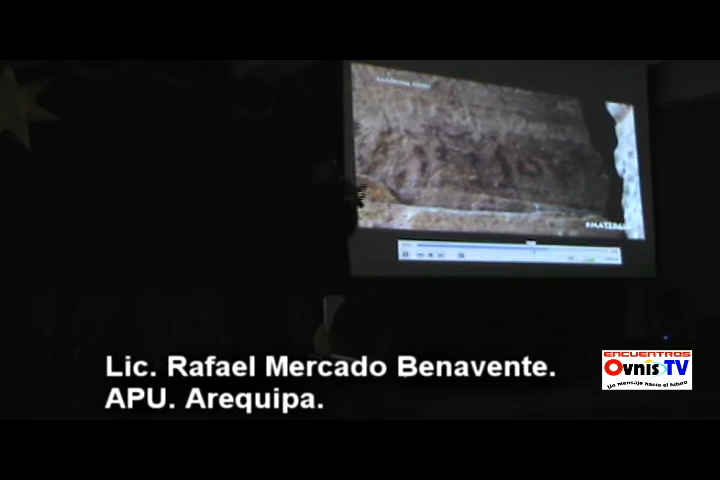 Lic. Rafael Mercado Benavente.
APU. Arequipa.
ENCUENTROS
Ovnis TV
Un mensaje hacia el futuro